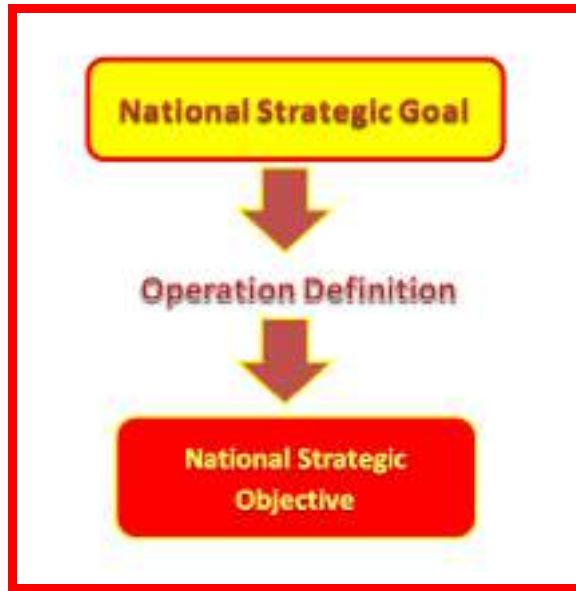 National Strategic Goal
Operation Definition
National Strategic
Objective